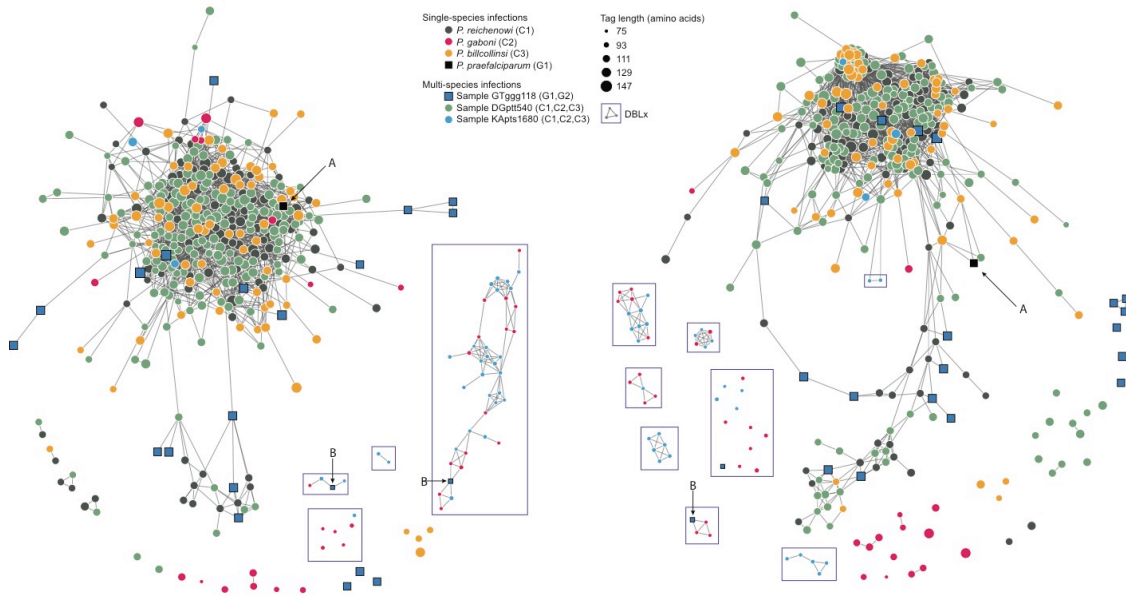 Single-species infections
P. reichenowi (C1)
P. gaboni (C2)
P. billcollinsi (C3)
P. praefalciparum (G1)
Multi-species infections
Sample GTggg118 (G1,G2)
Sample DGptt540 (C1,C2,C3)
Sample KApts1680 (C1,C2,C3)
Tag length (amino acids)
75
93
111
129
147
DBLx
A
B
B
A
B